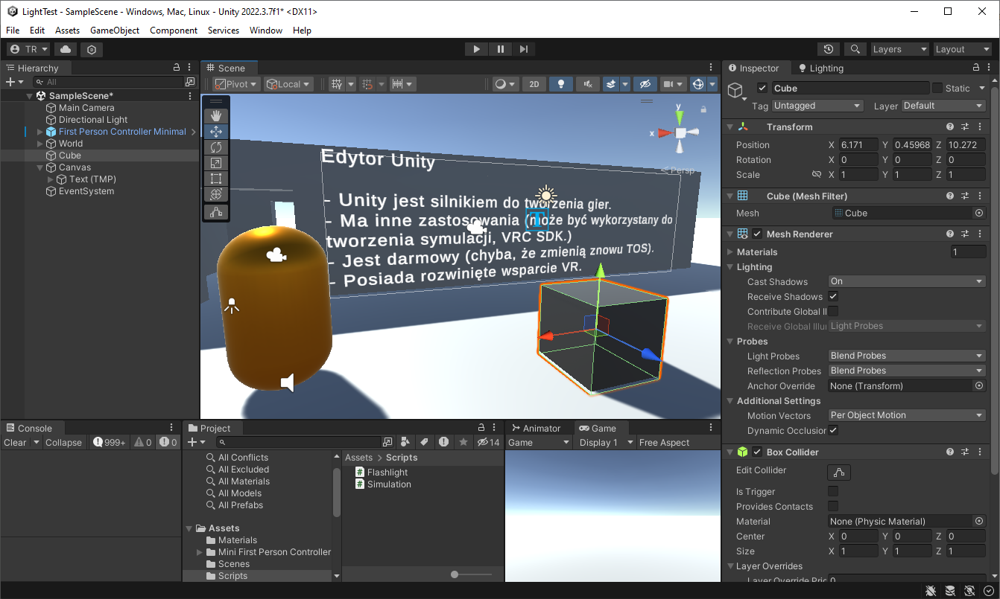 LightTest - SampleScene - Windows, Mac, Linux - Unity 2022.3.7f1* <DX11>
File Edit Assets GameObject Component Services Window Help
TR Layers Layout
Hierarchy
All
SampleScene*
Main Camera
Directional Light
First Person Controller Minimal
World
Cube
Canvas
Text (TMP)
EventSystem
Scene
Pivot Local 2D
y
x
Persp
Edytor Unity
- Unity jest silnikiem do tworzenia gier.
- Ma inne zastosowania (może być wykorzystany do
tworzenia symulacji, VRC SDK.)
- Jest darmowy (chyba, że zmienią znowu TOS).
- Posiada rozwinięte wsparcie VR.
Inspector Lighting
Cube Static
Tag Untagged Layer Default
Transform
Position X 6.171 Y 0.45968 Z 10.272
Rotation X 0 Y 0 Z 0
Scale X 1 Y 1 Z 1
Cube (Mesh Filter)
Mesh Cube
Mesh Renderer
Materials 1
Lighting
Cast Shadows On
Receive Shadows
Contribute Global Il
Receive Global Illur Light Probes
Probes
Light Probes Blend Probes
Reflection Probes Blend Probes
Anchor Override None (Transform)
Additional Settings
Motion Vectors Per Object Motion
Dynamic Occlusion
Box Collider
Edit Collider
Is Trigger
Provides Contacts
Material None (Physic Material)
Center X 0 Y 0 Z 0
Size X 1 Y 1 Z 1
Layer Overrides
Layer Override Pric 0
Console
Clear Collapse 999+ 0 0
Project
14
All Conflicts
All Excluded
All Materials
All Models
All Prefabs
Assets
Materials
Mini First Person Controller
Scenes
Scripts
Assets > Scripts
Flashlight
Simulation
Animator Game
Game Display 1 Free Aspect